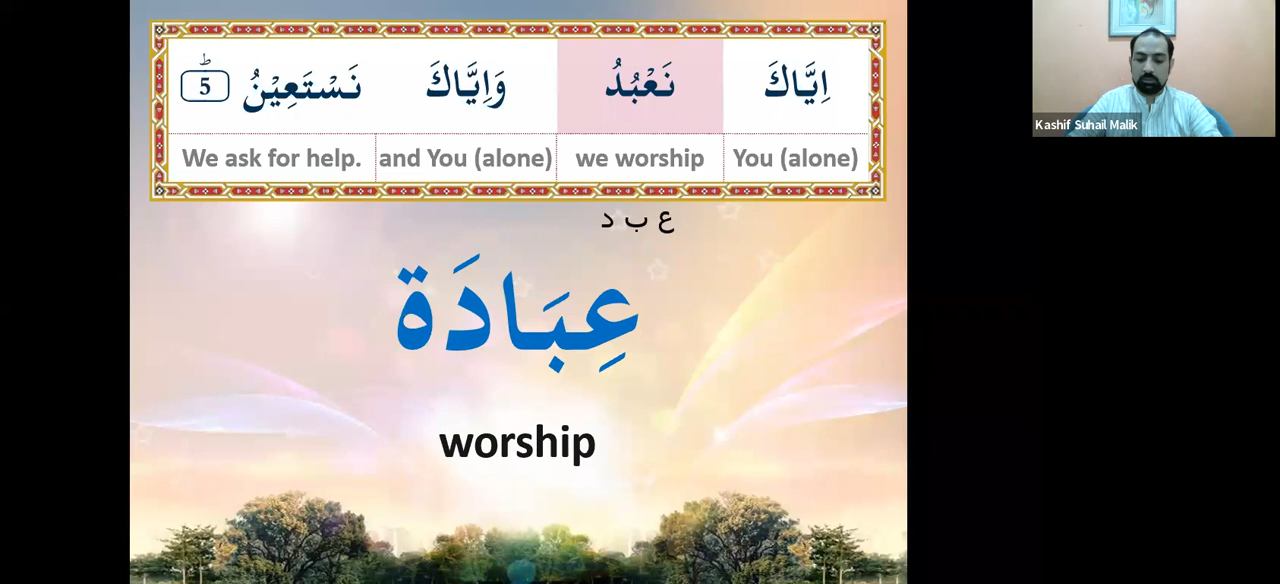 اِيَّاكَ نَعْبُدُ وَاِيَّاكَ نَسْتَعِيْنُ ؕ 5
We ask for help. and You (alone) we worship You (alone)
ع ب د
عِبَادَة
worship
Kashif Suhail Malik